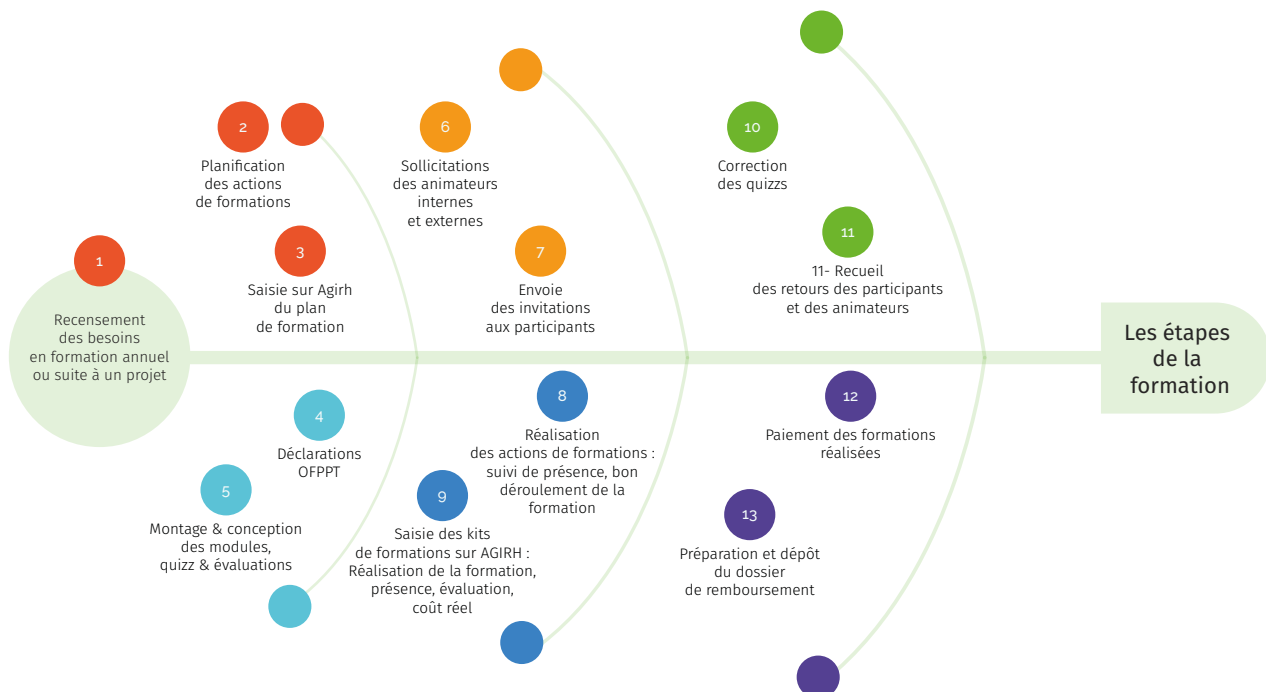 1
Recensement
des besoins
en formation annuel
ou suite à un projet
2
Planification
des actions
de formations
3
Saisie sur Agirh
du plan
de formation
4
Déclarations
OFPPT
5
Montage & conception
des modules,
quizz & évaluations
6
Sollicitations
des animateurs
internes
et externes
7
Envoie
des invitations
aux participants
8
Réalisation
des actions de formations :
suivi de présence, bon
déroulement de la
formation
9
Saisie des kits
de formations sur AGIRH :
Réalisation de la formation,
présence, évaluation,
coût réel
10
Correction
des quizzs
11
11- Recueil
des retours des participants
et des animateurs
12
Paiement des formations
réalisées
13
Préparation et dépôt
du dossier
de remboursement
Les étapes
de la
formation